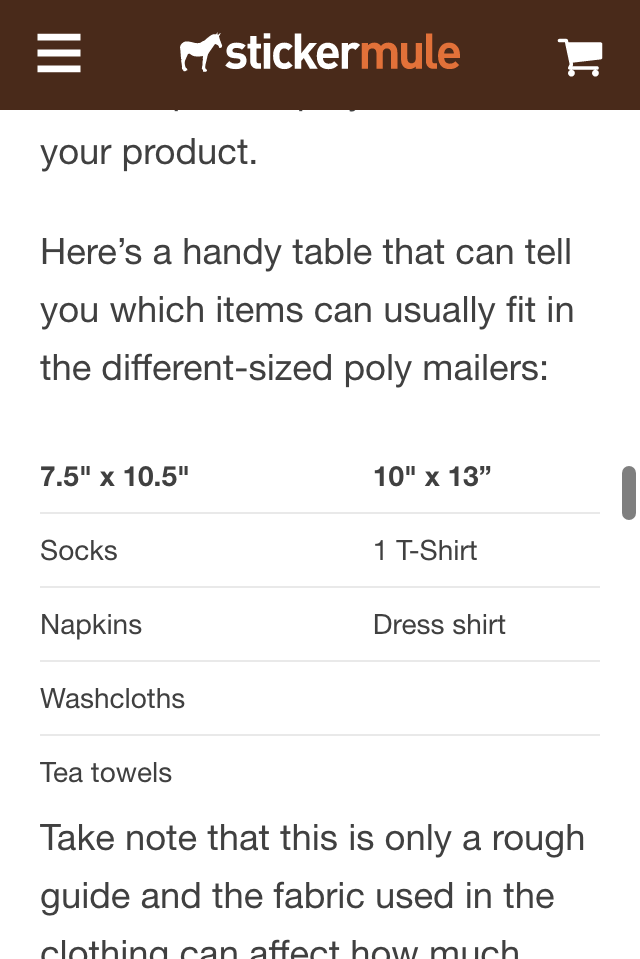 stickermule
your product.
Here’s a handy table that can tell
you which items can usually fit in
the different-sized poly mailers:
7.5" x 10.5" 10" x 13”
Socks 1 T-Shirt
Napkins Dress shirt
Washcloths
Tea towels
Take note that this is only a rough
guide and the fabric used in the
clothing can affect how much